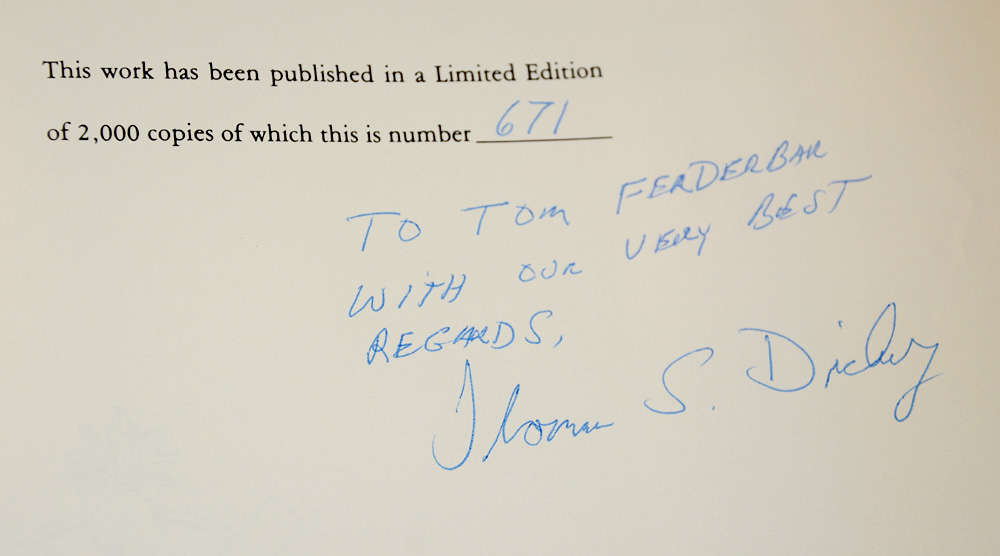 This work has been published in a Limited Edition
of 2,000 copies of which this is number 671
TO TOM FERDERBAR
WITH OUR VERY BEST
REGARDS,
Thomas S. Dickey